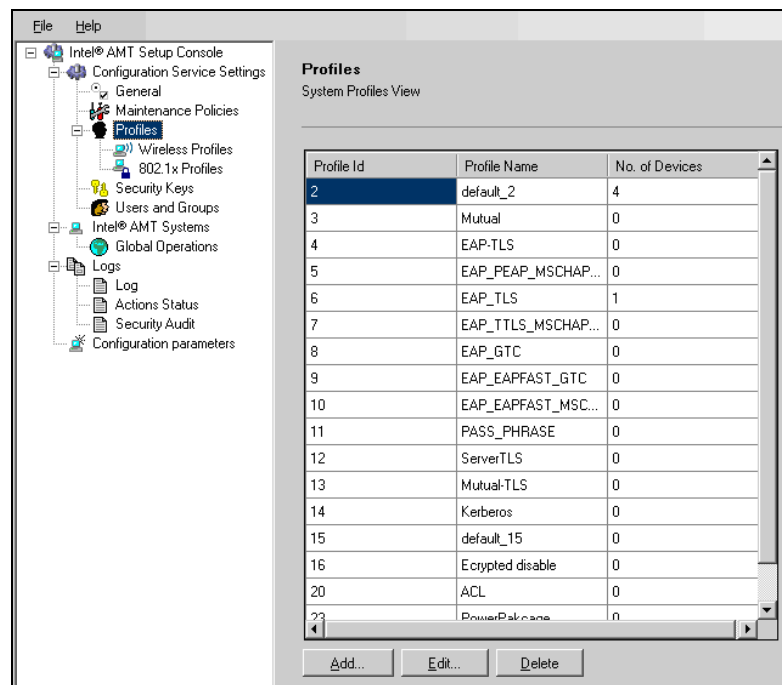 File Help
Intel® AMT Setup Console
Configuration Service Settings
General
Maintenance Policies
Profiles
Wireless Profiles
802.1x Profiles
Security Keys
Users and Groups
Intel® AMT Systems
Global Operations
Logs
Log
Actions Status
Security Audit
Configuration parameters
Profiles
System Profiles View
Profile Id Profile Name No. of Devices
2 default_2 4
3 Mutual 0
4 EAP-TLS 0
5 EAP_PEAP_MSCHAP... 0
6 EAP_TLS 1
7 EAP_TTLS_MSCHAP... 0
8 EAP_GTC 0
9 EAP_EAPFAST_GTC 0
10 EAP_EAPFAST_MSC... 0
11 PASS_PHRASE 0
12 ServerTLS 0
13 Mutual-TLS 0
14 Kerberos 0
15 default_15 0
16 Ecrypted disable 0
20 ACL 0
23 PowerPakcage 0
Add... Edit... Delete